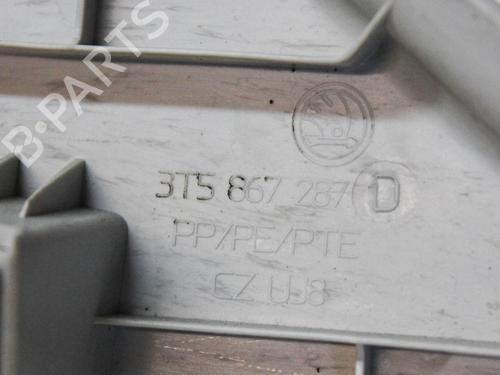 B-PARTS
3T5 867 287 D
PP/PE/PTE
CZ UJ8